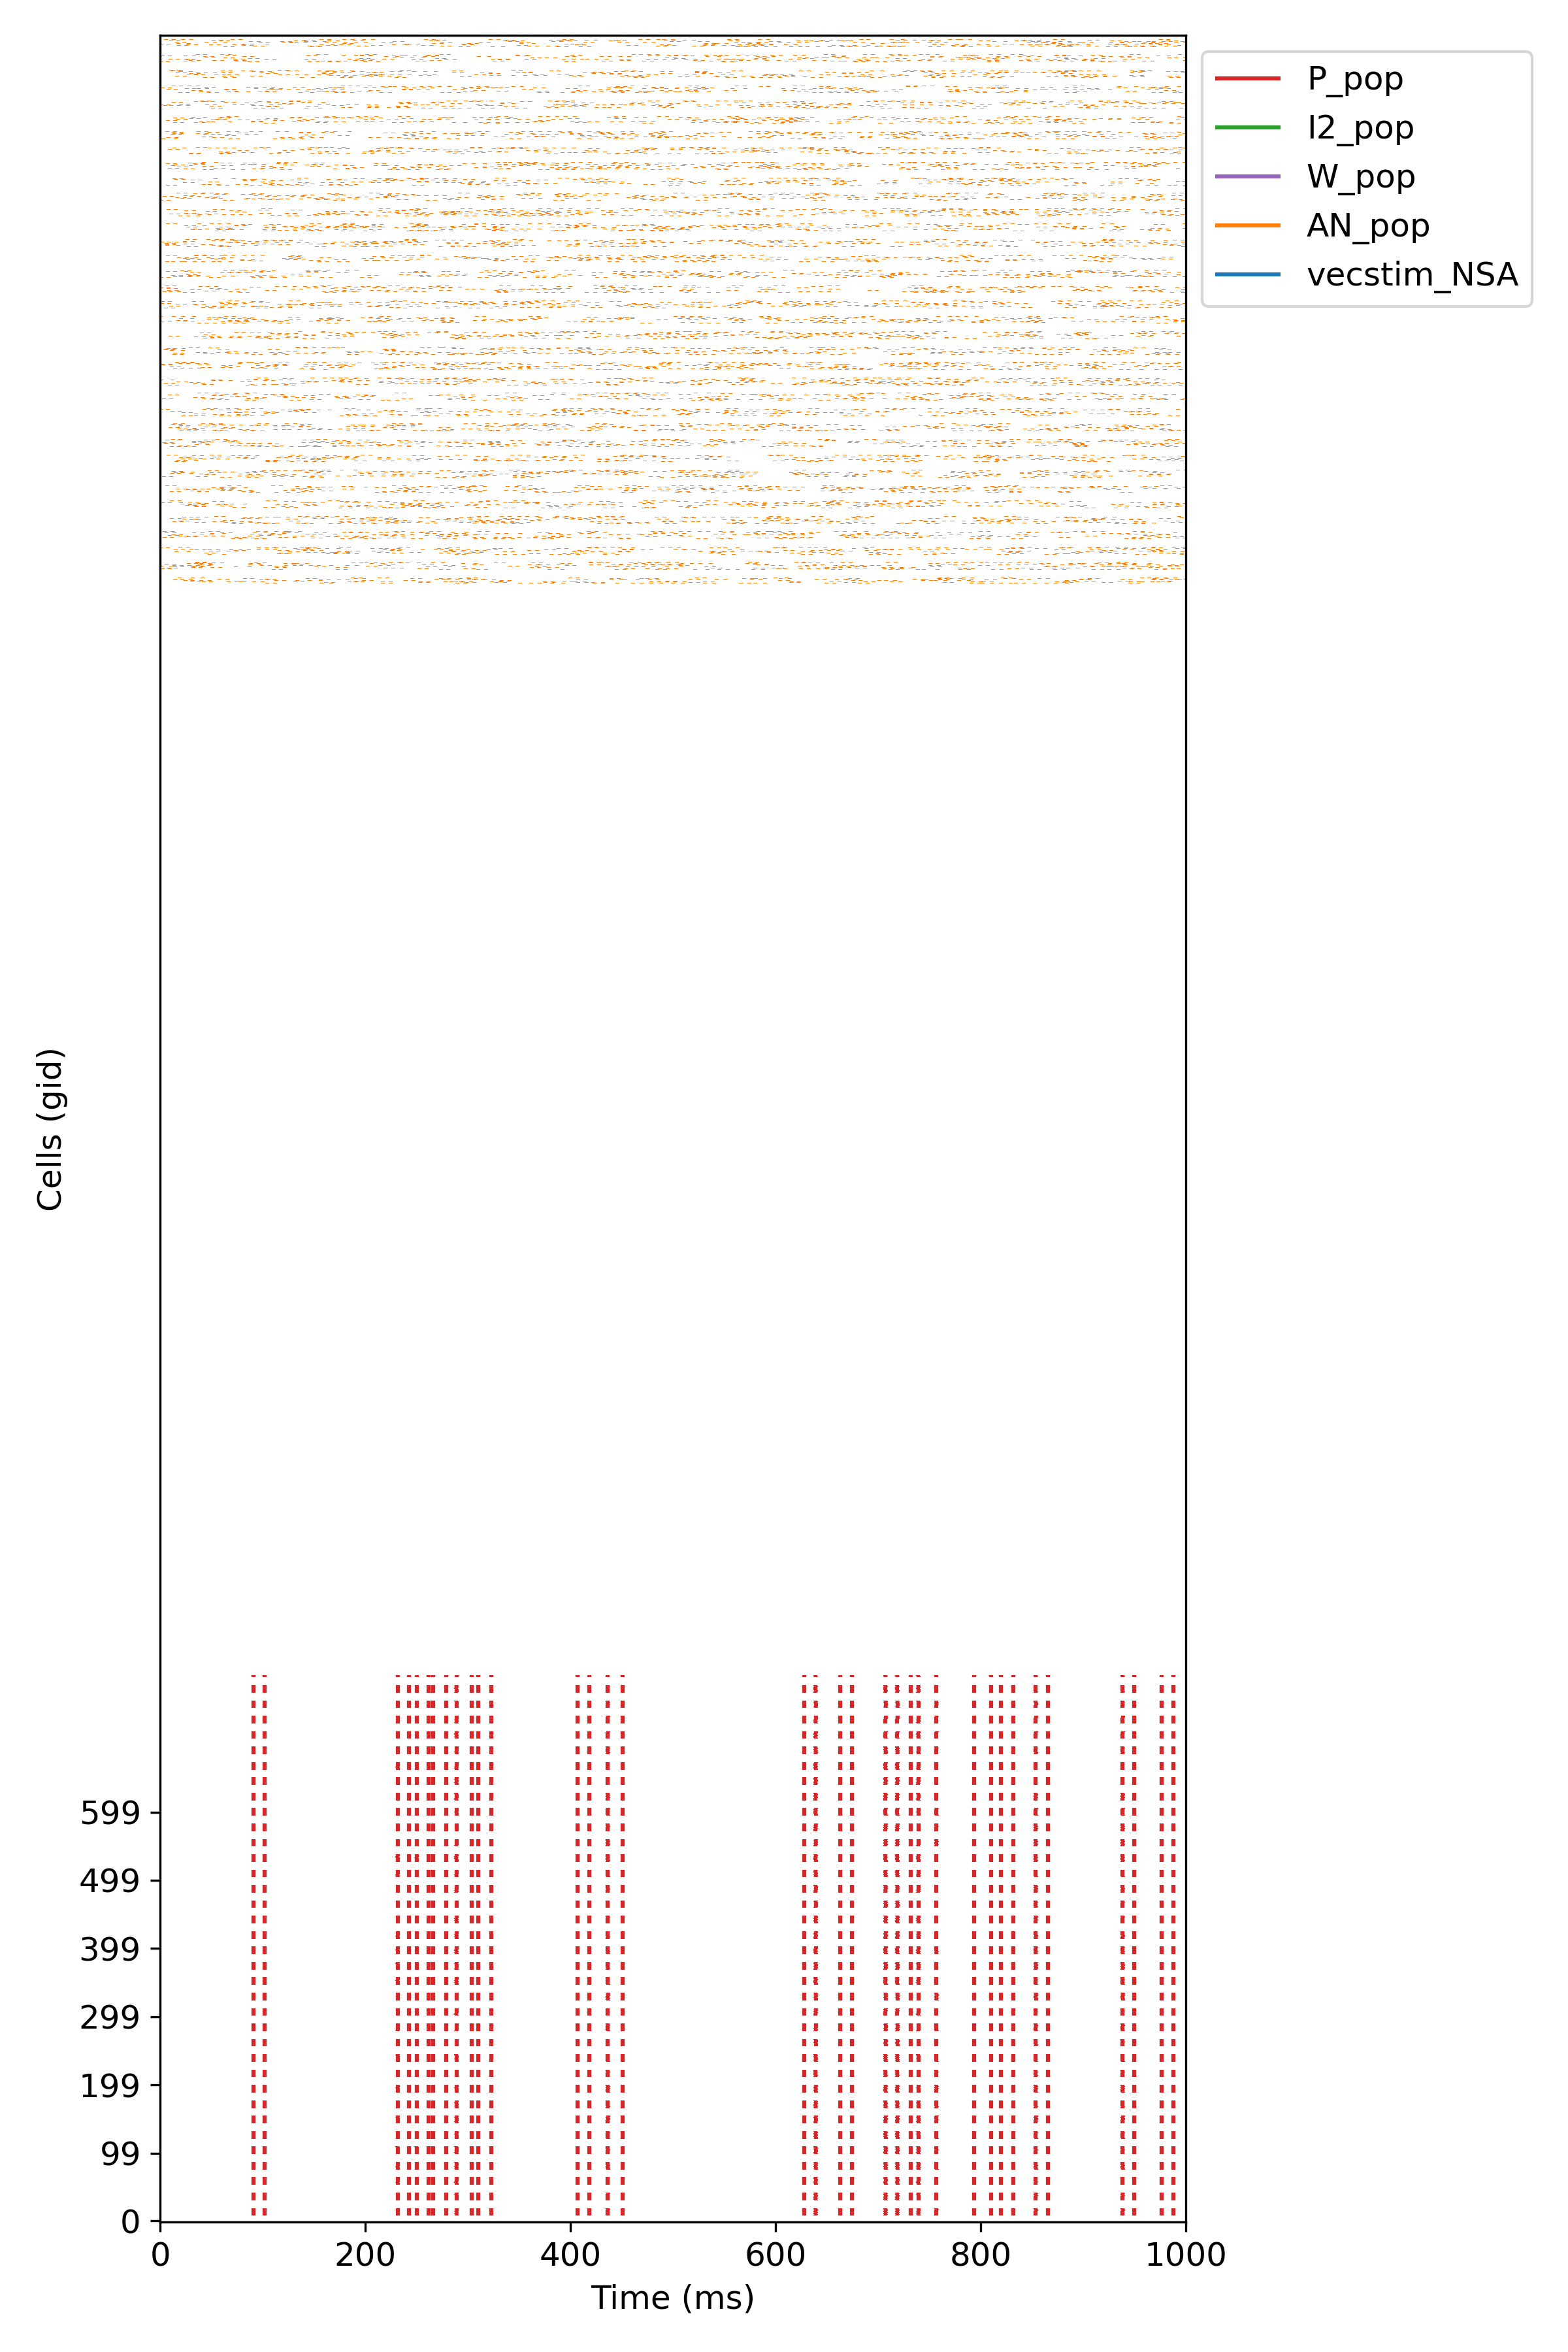 P_pop
I2_pop
W_pop
AN_pop
vecstim_NSA
Cells (gid)
599
499
399
299
199
99
0
0 200 400 600 800 1000
Time (ms)